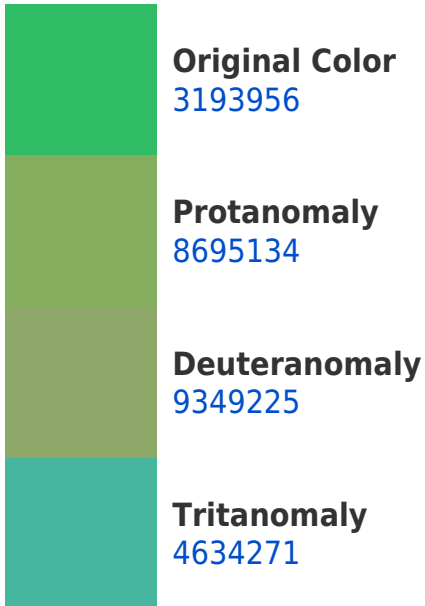 Original Color
3193956
Protanomaly
8695134
Deuteranomaly
9349225
Tritanomaly
4634271